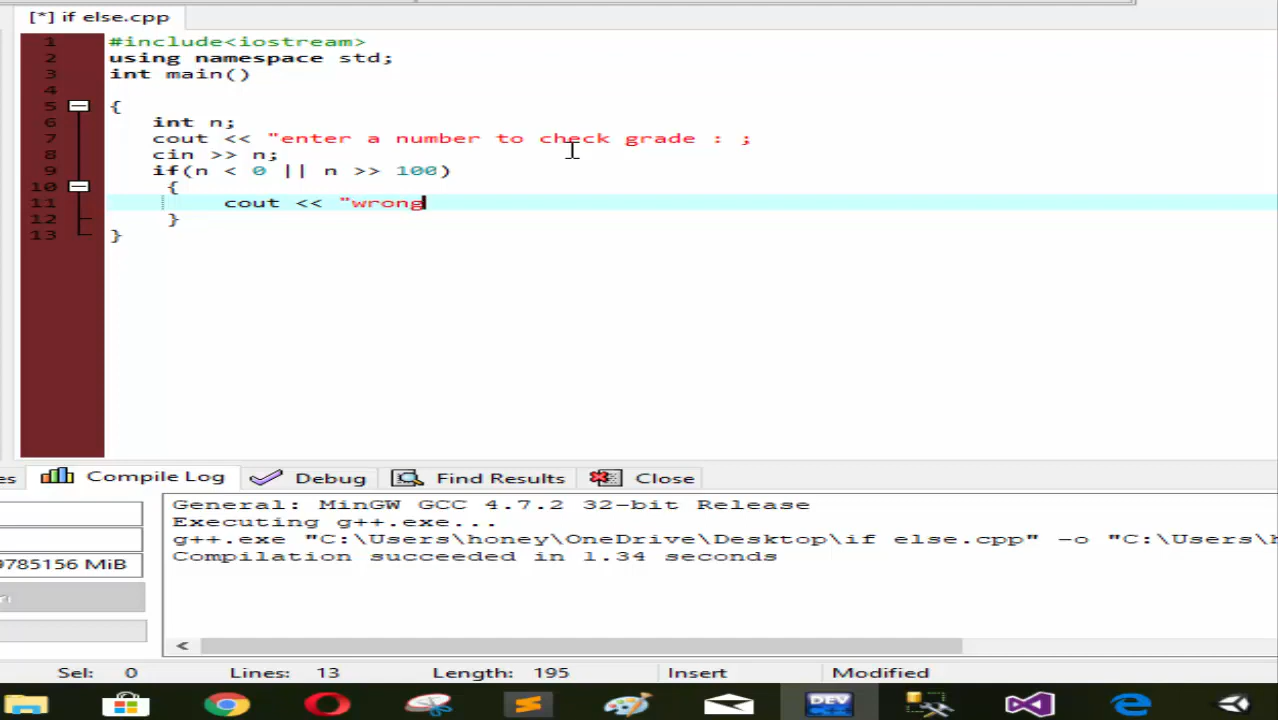 [*] if else.cpp
1 #include<iostream>
2 using namespace std;
3 int main()
4
5 {
6 int n;
7 cout << "enter a number to check grade : ;
8 cin >> n;
9 if(n < 0 || n >> 100)
10 {
11 cout << "wrong
12 }
13 }
es Compile Log Debug Find Results Close
General: MinGW GCC 4.7.2 32-bit Release
Executing g++.exe...
g++.exe "C:\Users\honey\OneDrive\Desktop\if else.cpp" -o "C:\Users\h
9785156 MiB
Compilation succeeded in 1.34 seconds
Sel: 0 Lines: 13 Length: 195 Insert Modified
DEV